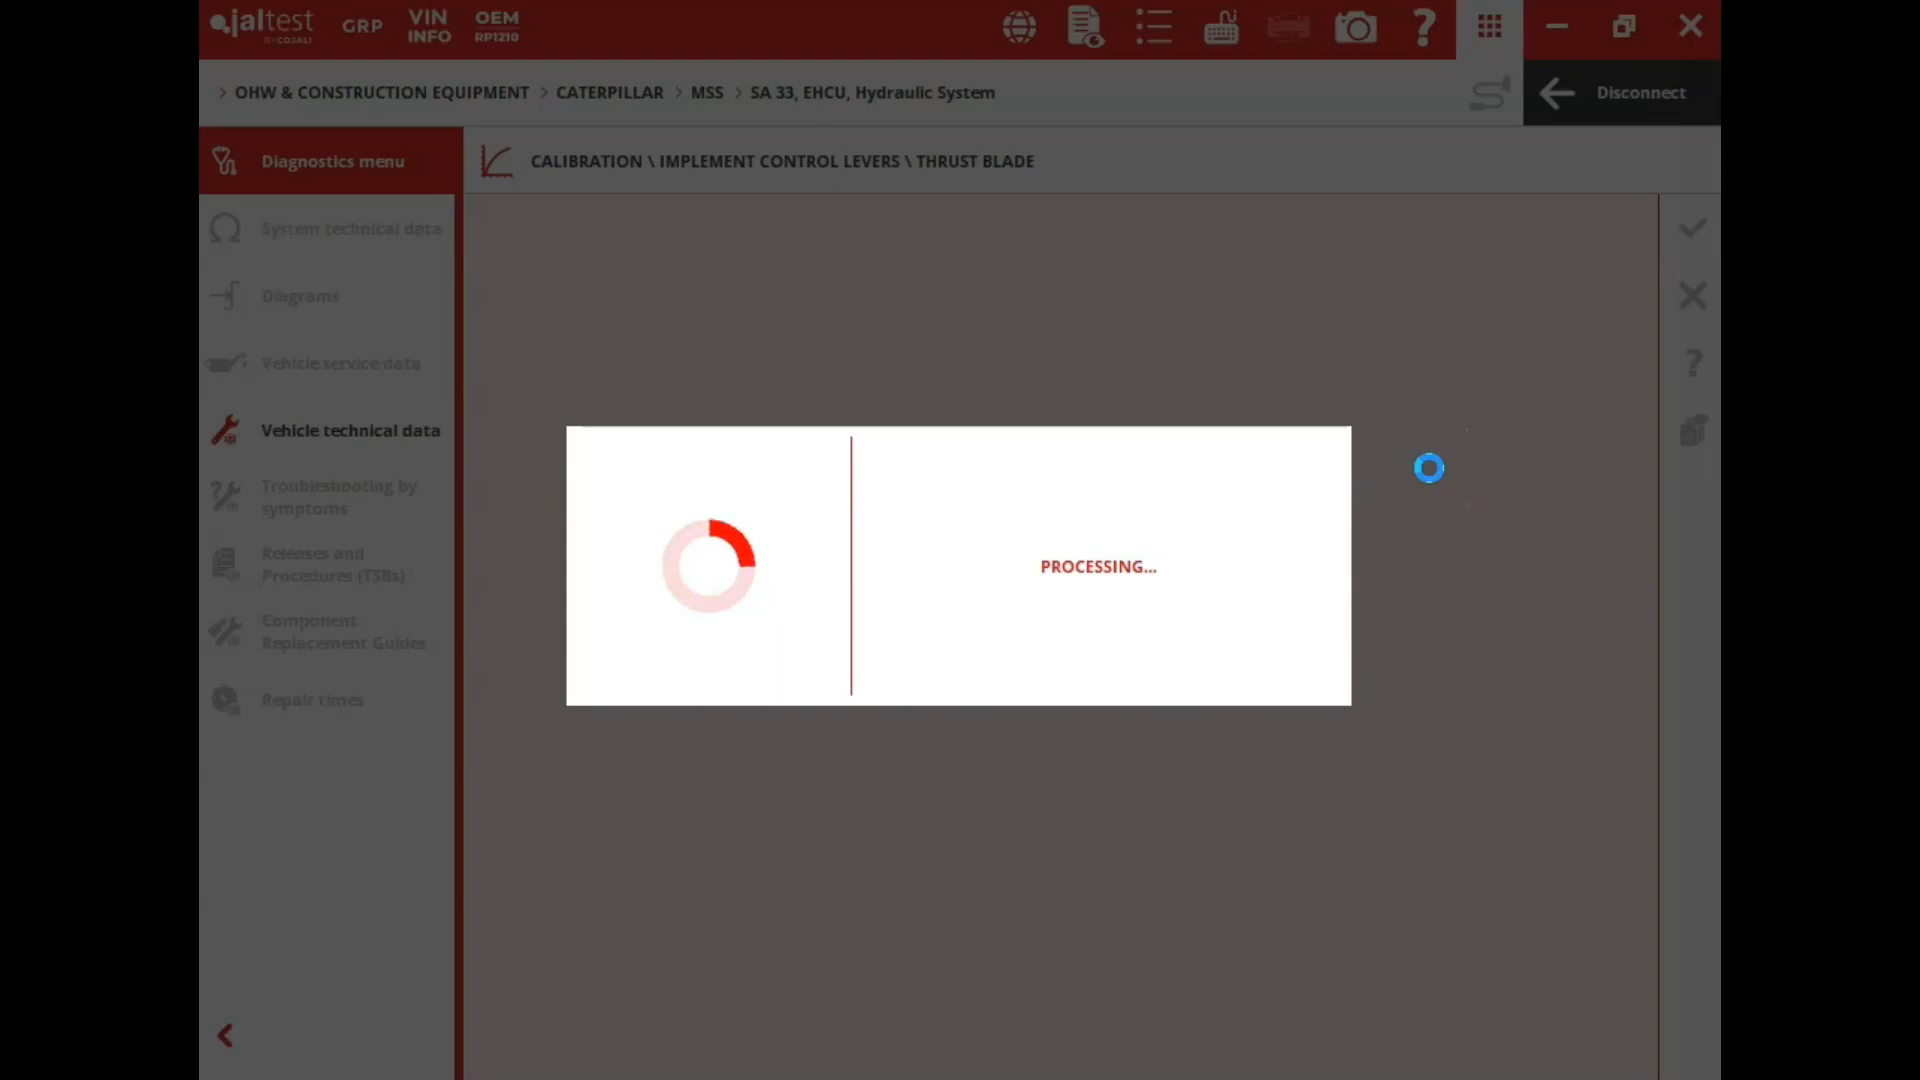 jaltest
BY COJALI
GRP
VIN
INFO
OEM
RP1210
> OHW & CONSTRUCTION EQUIPMENT > CATERPILLAR > MSS > SA 33, EHCU, Hydraulic System
Disconnect
Diagnostics menu
CALIBRATION \ IMPLEMENT CONTROL LEVERS \ THRUST BLADE
System technical data
Diagrams
Vehicle service data
Vehicle technical data
Troubleshooting by
symptoms
Releases and
Procedures (TSBs)
Component
Replacement Guides
Repair times
PROCESSING...